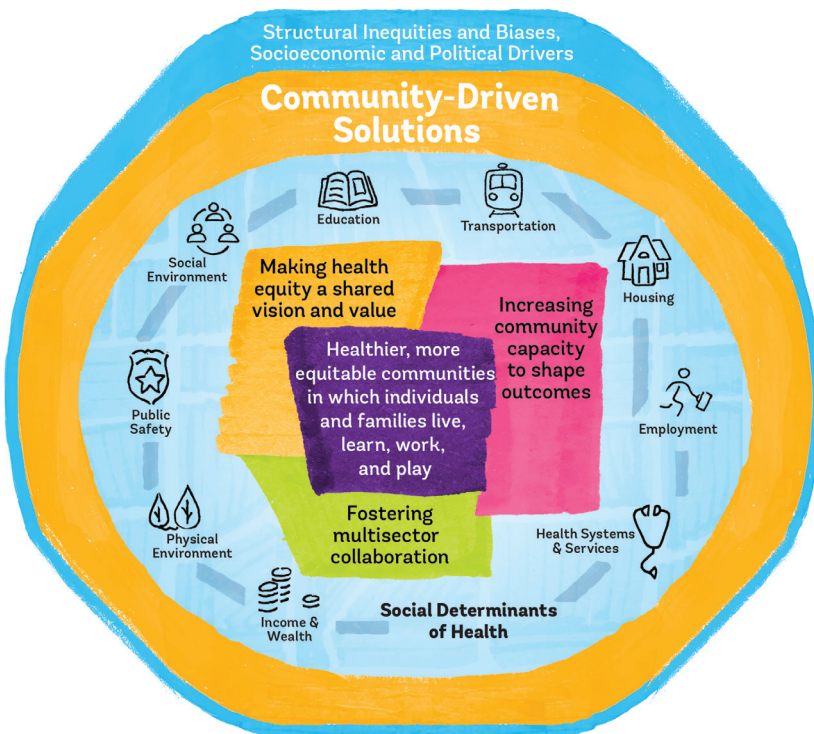 Structural Inequities and Biases,
Socioeconomic and Political Drivers
Community-Driven
Solutions
Education
Transportation
Social
Environment
Housing
Making health
equity a shared
vision and value
Increasing
community
capacity
to shape
outcomes
Healthier, more
equitable communities
in which individuals
and families live,
learn, work,
and play
Public
Safety
Employment
Fostering
multisector
collaboration
Physical
Environment
Health Systems
& Services
Income &
Wealth
Social Determinants
of Health